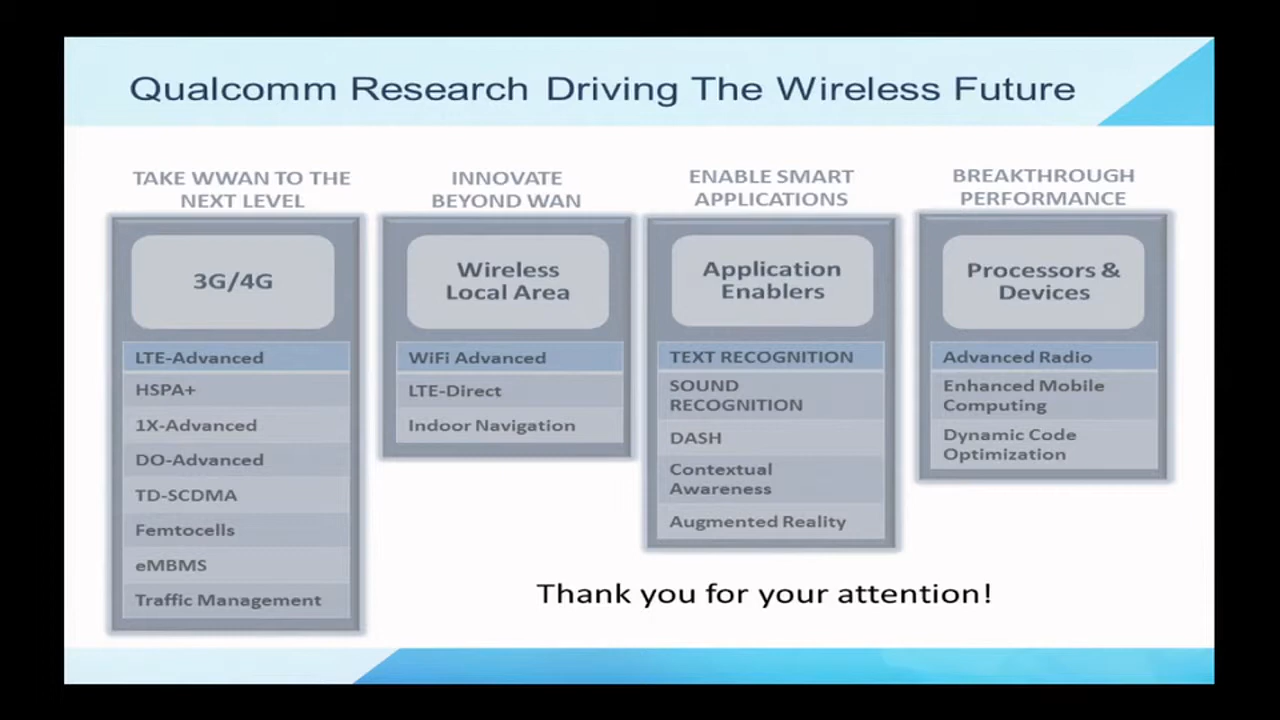 Qualcomm Research Driving The Wireless Future
TAKE WWAN TO THE
NEXT LEVEL
3G/4G
LTE-Advanced
HSPA+
1X-Advanced
DO-Advanced
TD-SCDMA
Femtocells
eMBMS
Traffic Management
INNOVATE
BEYOND WAN
Wireless
Local Area
WiFi Advanced
LTE-Direct
Indoor Navigation
ENABLE SMART
APPLICATIONS
Application
Enablers
TEXT RECOGNITION
SOUND
RECOGNITION
DASH
Contextual
Awareness
Augmented Reality
BREAKTHROUGH
PERFORMANCE
Processors &
Devices
Advanced Radio
Enhanced Mobile
Computing
Dynamic Code
Optimization
Thank you for your attention!